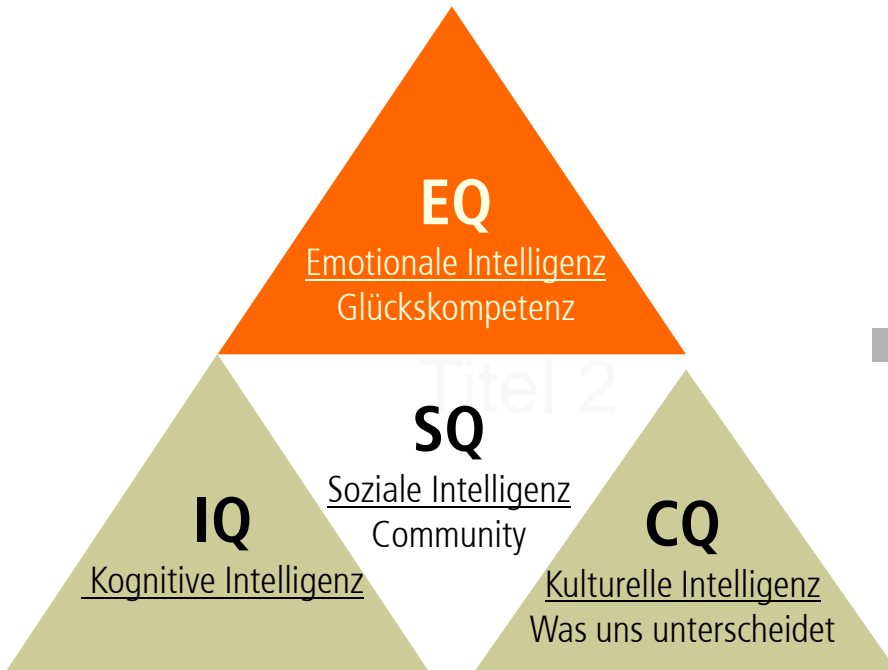 EQ
Emotionale Intelligenz
Glückskompetenz
Titel 2
SQ
Soziale Intelligenz
Community
IQ
Kognitive Intelligenz
CQ
Kulturelle Intelligenz
Was uns unterscheidet